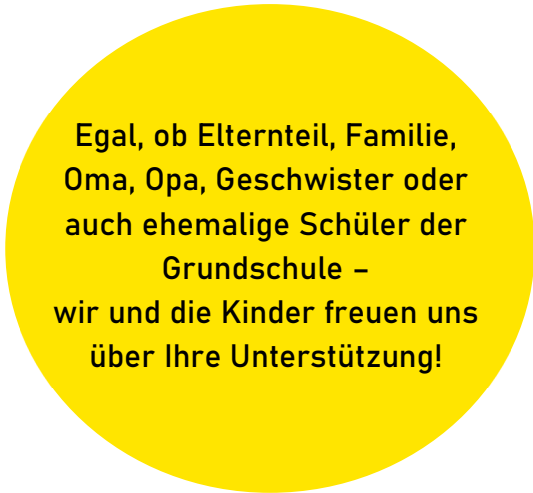 Egal, ob Elternteil, Familie,
Oma, Opa, Geschwister oder
auch ehemalige Schüler der
Grundschule –
wir und die Kinder freuen uns
über Ihre Unterstützung!